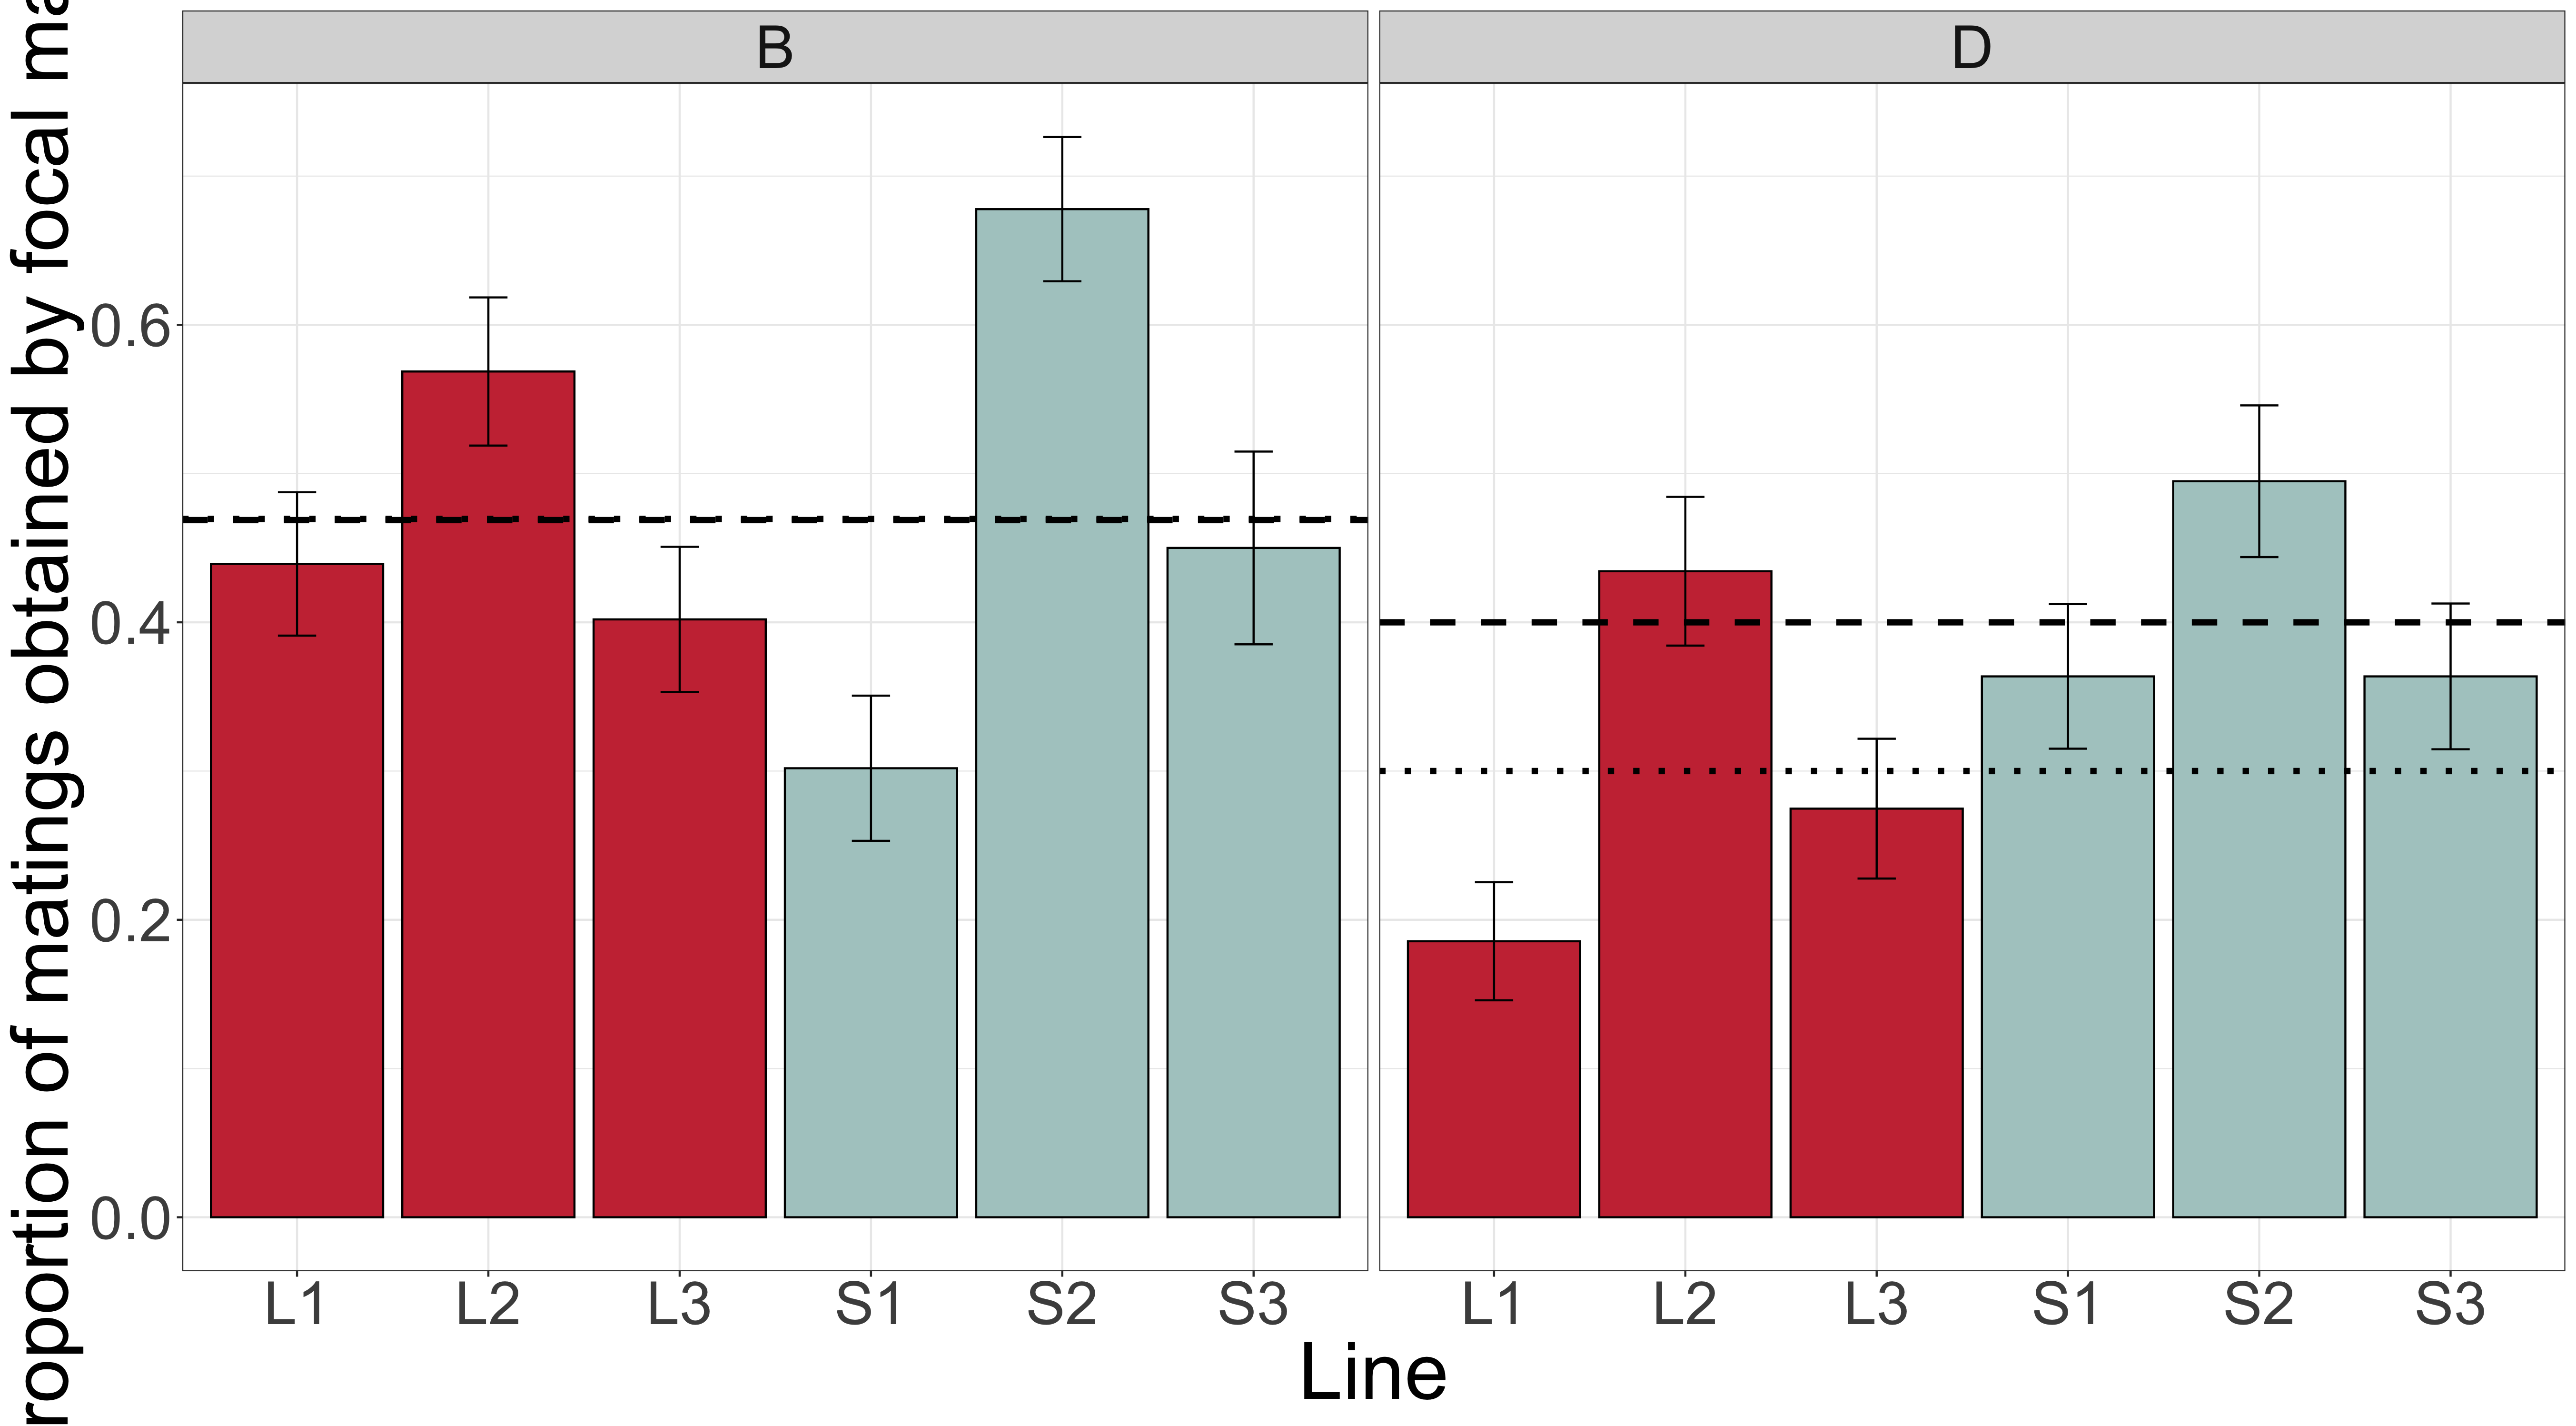 roportion of matings obtained by focal ma
B
D
0.6
0.4
0.2
0.0
L1 L2 L3 S1 S2 S3
L1 L2 L3 S1 S2 S3
Line